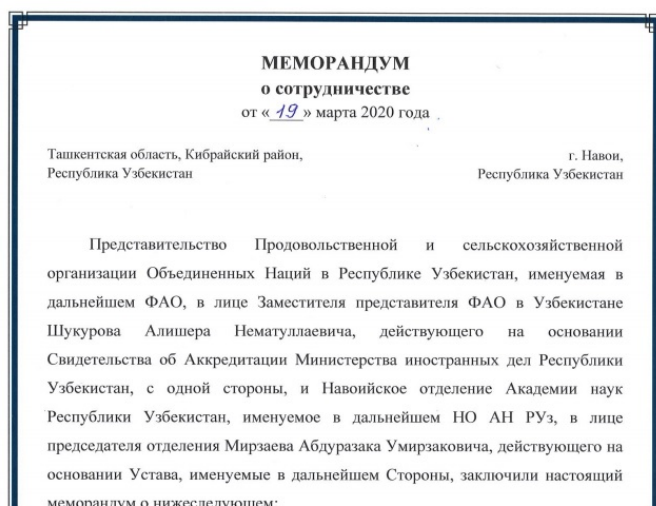 МЕМОРАНДУМ
о сотрудничестве
от «19» марта 2020 года
Ташкентская область, Кибрайский район,
Республика Узбекистан
г. Навои,
Республика Узбекистан
Представительство Продовольственной и сельскохозяйственной
организации Объединенных Наций в Республике Узбекистан, именуемая в
дальнейшем ФАО, в лице Заместителя представителя ФАО в Узбекистане
Шукурова Алишера Нематуллаевича, действующего на основании
Свидетельства об Аккредитации Министерства иностранных дел Республики
Узбекистан, с одной стороны, и Навоийское отделение Академии наук
Республики Узбекистан, именуемое в дальнейшем НО АН РУз, в лице
председателя отделения Мирзаева Абдуразака Умирзаковича, действующего на
основании Устава, именуемые в дальнейшем Стороны, заключили настоящий
меморандум о нижеследующем: